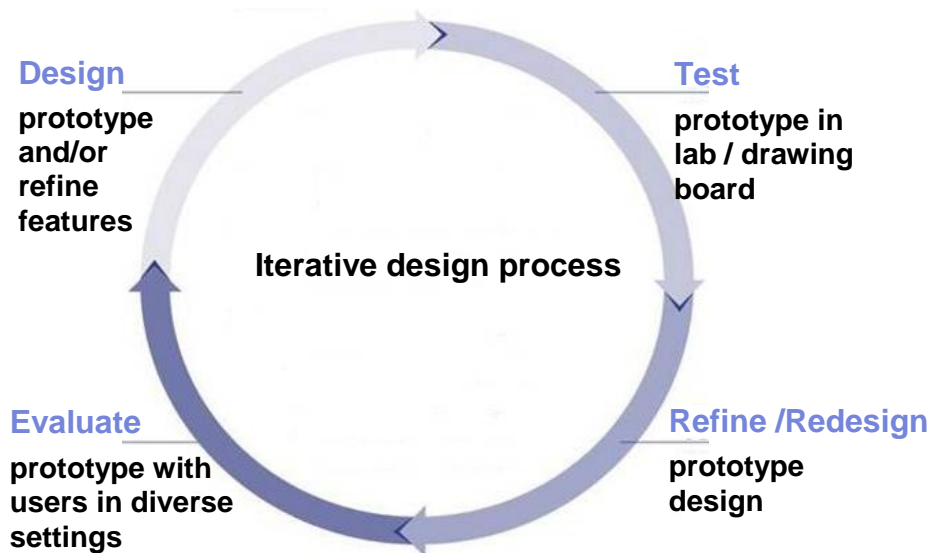 Design
prototype
and/or
refine
features
Test
prototype in
lab / drawing
board
Iterative design process
Evaluate
prototype with
users in diverse
settings
Refine /Redesign
prototype
design